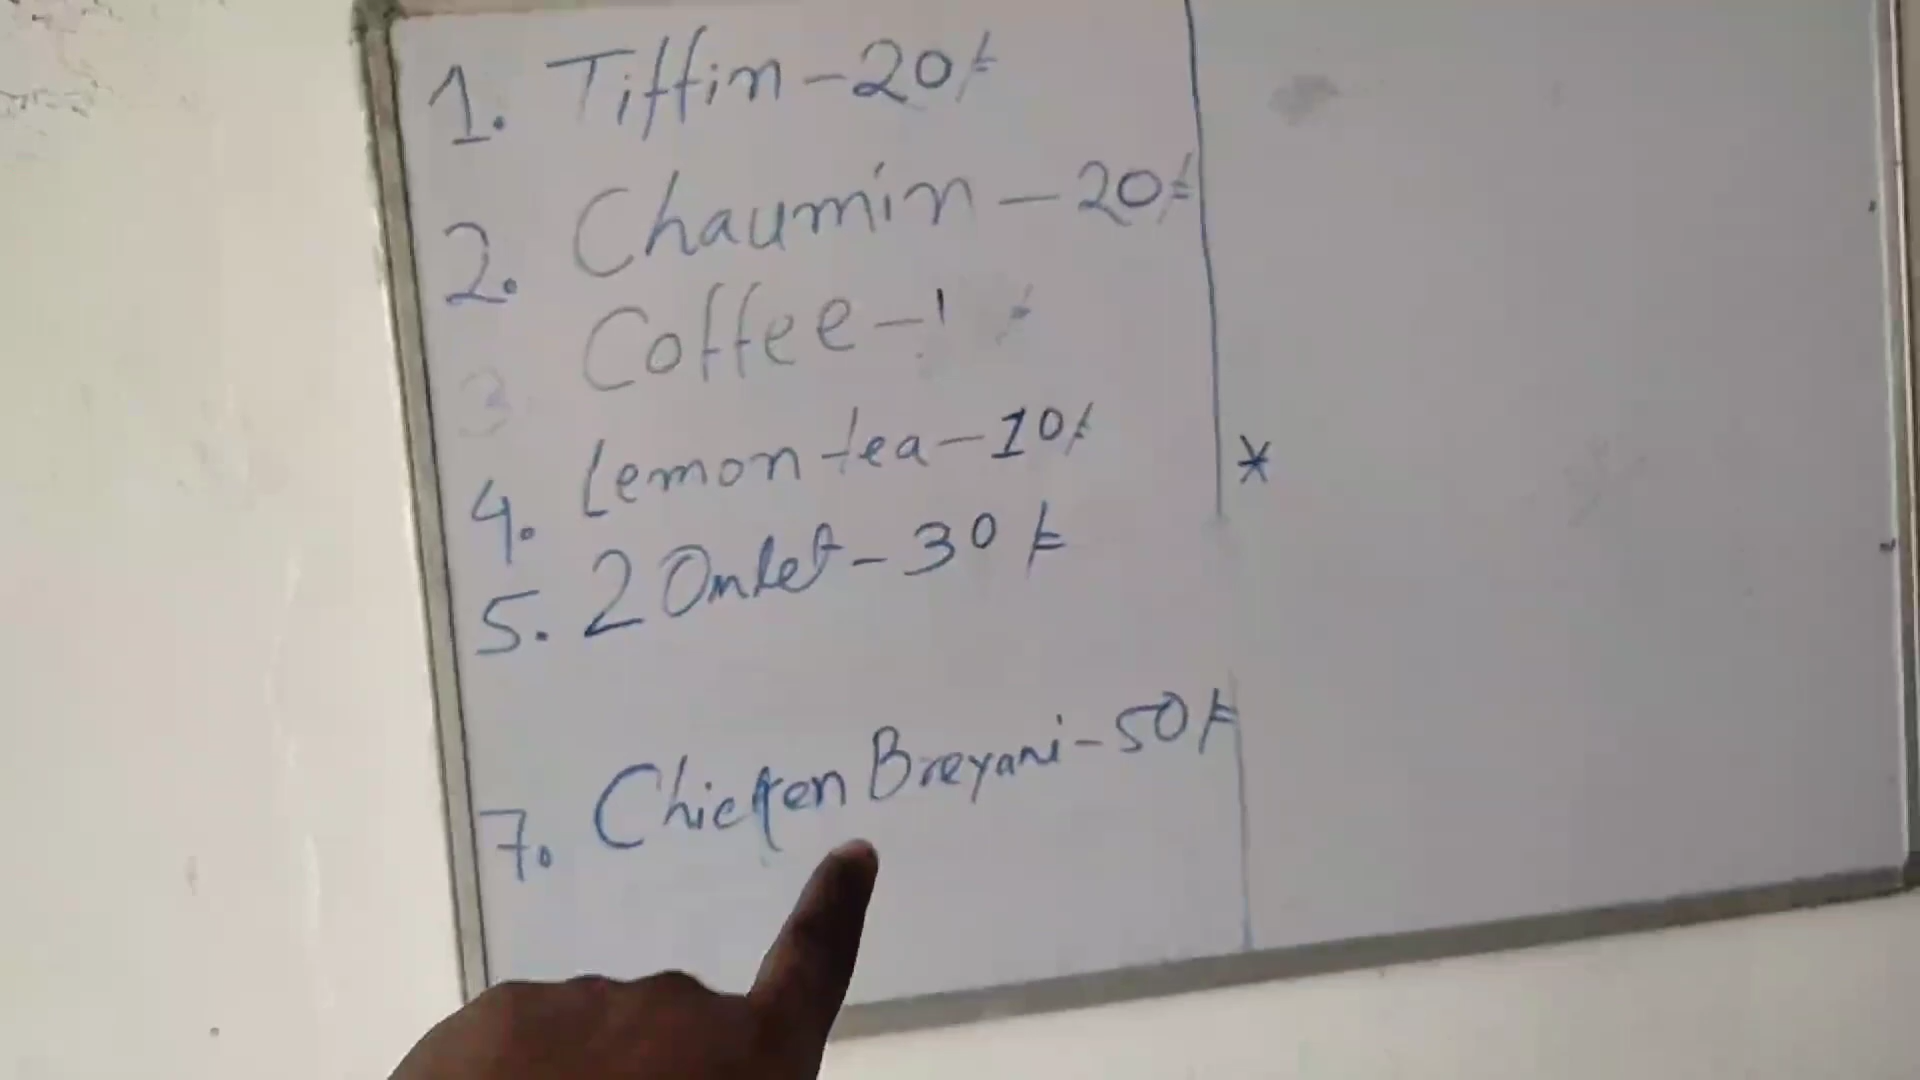 1. Tiffin - 20/=
2. Chaumin - 20/=
3 Coffee -
4. Lemon tea - 10/=
5. 2 Omlet - 30/=
7. Chicken Breyani - 50/=
*